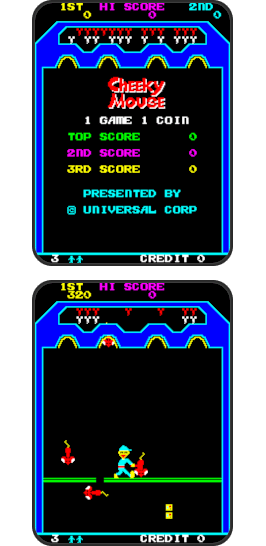 1ST HI SCORE 2ND
0 0 0
Cheeky
Mouse
1 GAME 1 COIN
TOP SCORE 0
2ND SCORE 0
3RD SCORE 0
PRESENTED BY
© UNIVERSAL CORP
3 CREDIT 0
1ST HI SCORE
320 0
3 CREDIT 0